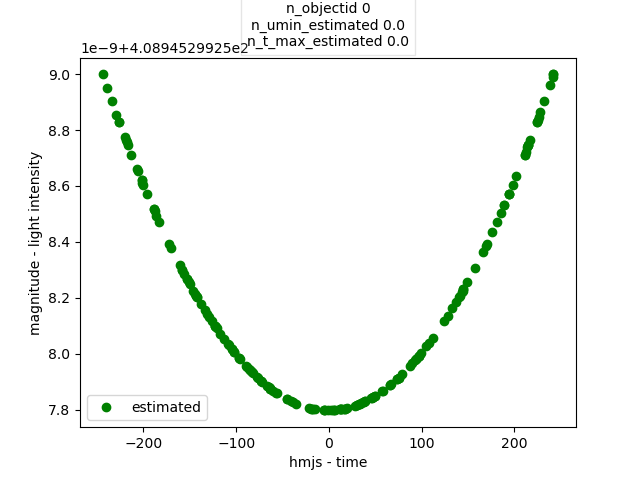 n_objectid 0
n_umin_estimated 0.0
n_t_max_estimated 0.0
1e-9+4.0894529925e2
9.0
8.8
8.6
8.4
8.2
8.0
7.8
magnitude - light intensity
estimated
−200
−100
0
100
200
hmjs - time